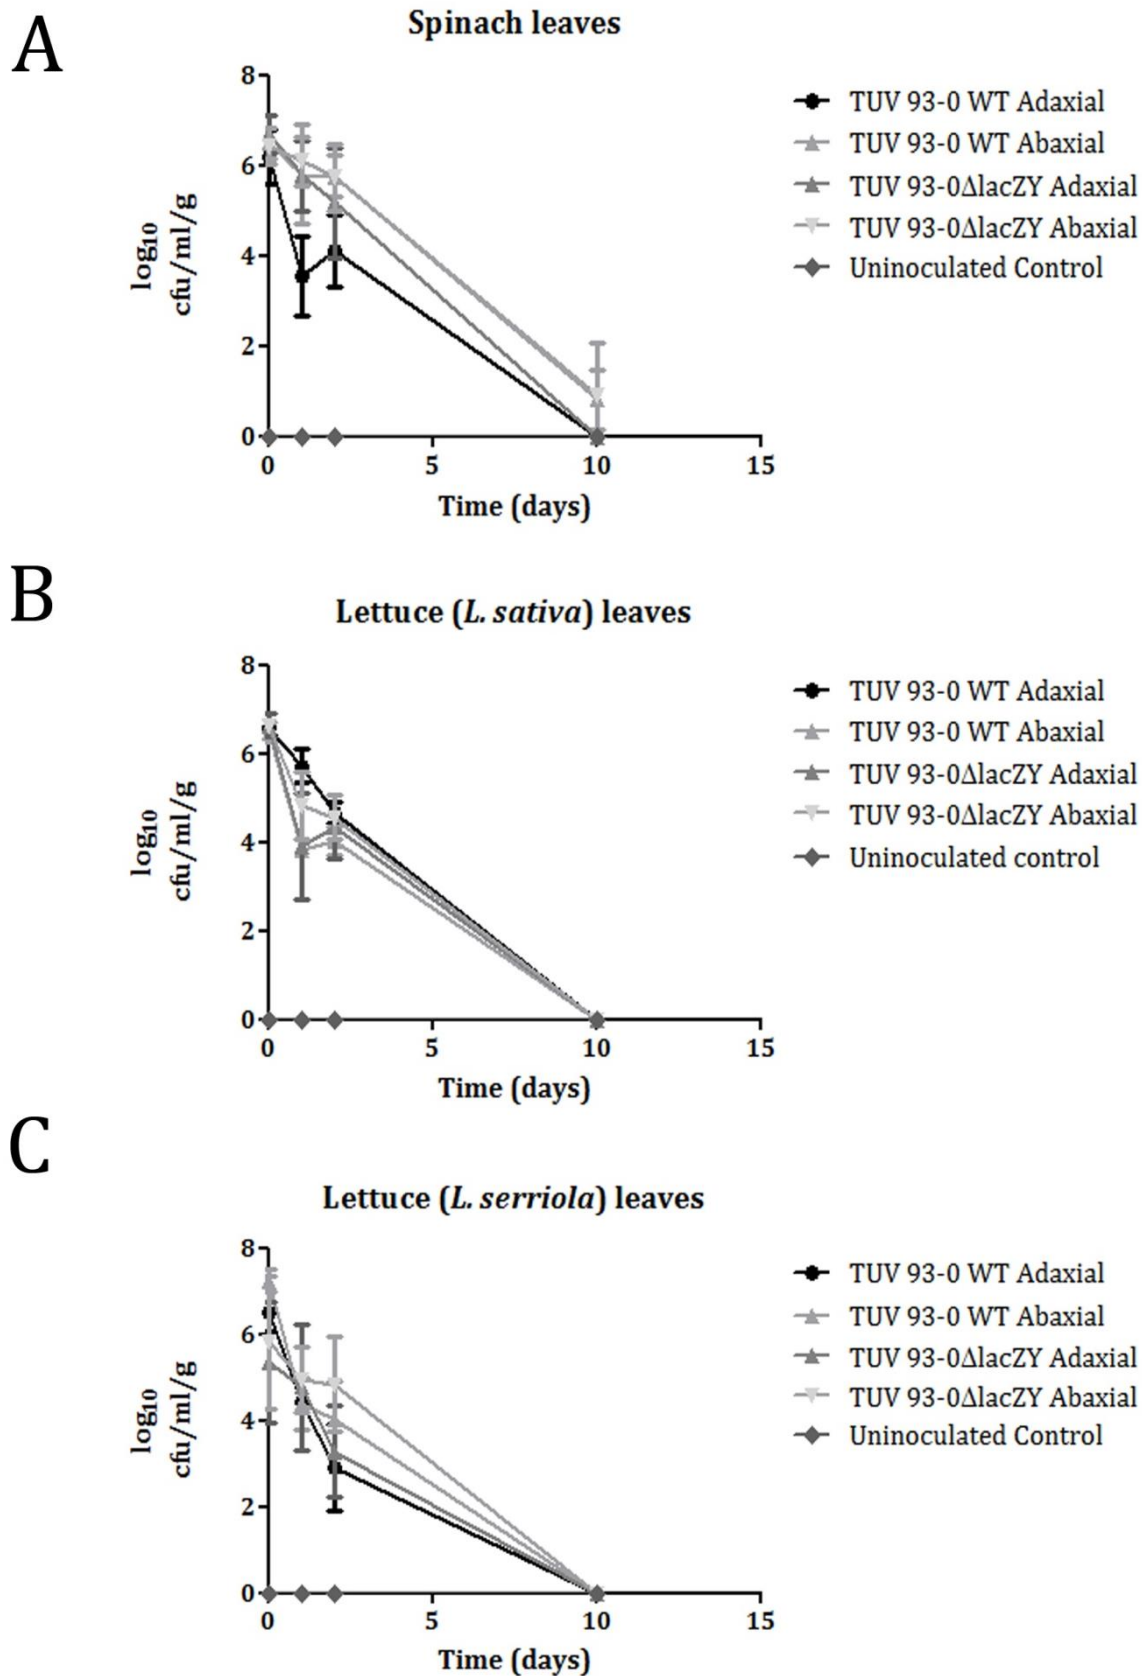 A
Spinach leaves
log10
cfu/ml/g
8
6
4
2
0
0 5 10 15
Time (days)
TUV 93-0 WT Adaxial
TUV 93-0 WT Abaxial
TUV 93-0ΔlacZY Adaxial
TUV 93-0ΔlacZY Abaxial
Uninoculated Control
B
Lettuce (L. sativa) leaves
log10
cfu/ml/g
8
6
4
2
0
0 5 10 15
Time (days)
TUV 93-0 WT Adaxial
TUV 93-0 WT Abaxial
TUV 93-0ΔlacZY Adaxial
TUV 93-0ΔlacZY Abaxial
Uninoculated control
C
Lettuce (L. serriola) leaves
log10
cfu/ml/g
8
6
4
2
0
0 5 10 15
Time (days)
TUV 93-0 WT Adaxial
TUV 93-0 WT Abaxial
TUV 93-0ΔlacZY Adaxial
TUV 93-0ΔlacZY Abaxial
Uninoculated Control